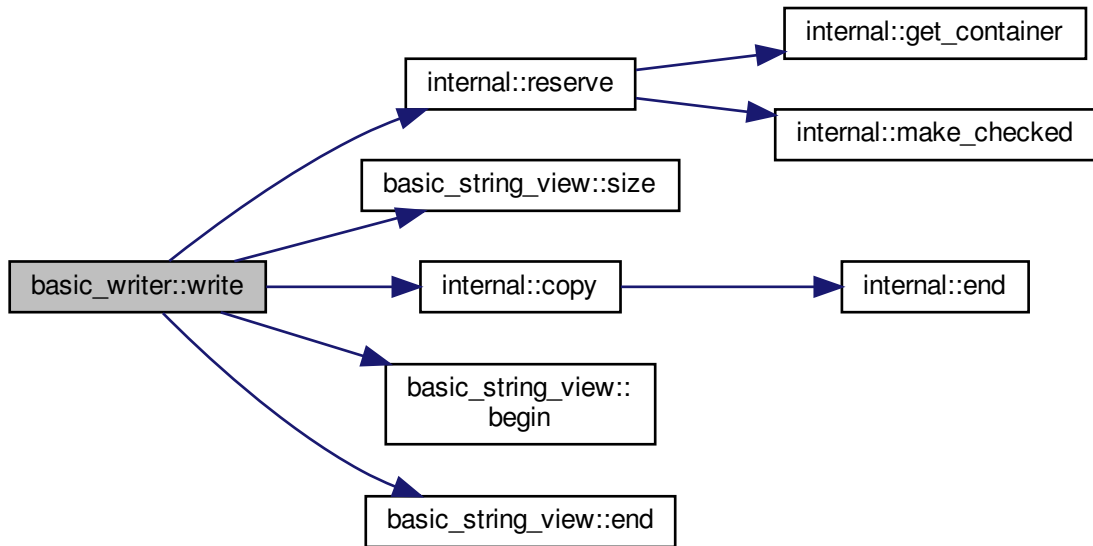 internal::get_container
internal::reserve
internal::make_checked
basic_string_view::size
basic_writer::write
internal::copy
internal::end
basic_string_view::
begin
basic_string_view::end